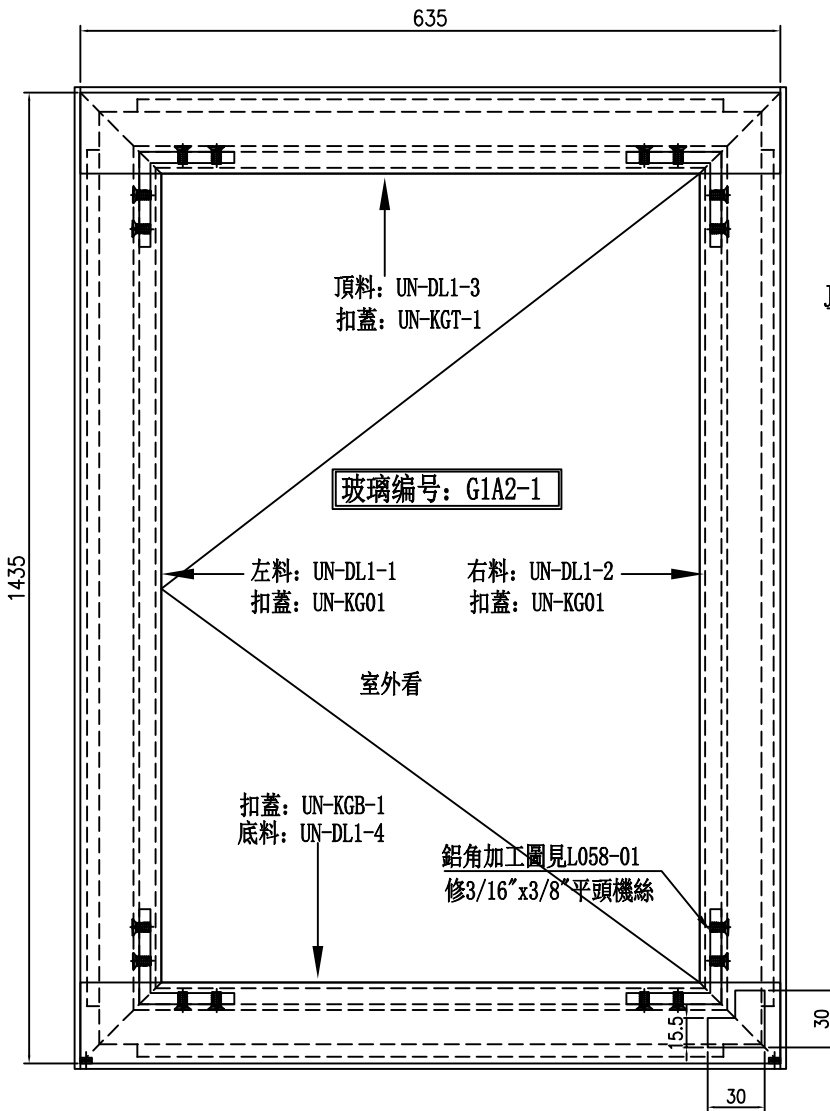 635
頂料: UN-DL1-3
扣蓋: UN-KGT-1
玻璃编号: G1A2-1
1435
左料: UN-DL1-1
扣蓋: UN-KG01
右料: UN-DL1-2
扣蓋: UN-KG01
室外看
扣蓋: UN-KGB-1
底料: UN-DL1-4
鋁角加工圖見L058-01
修3/16"x3/8"平頭機絲
15.5
30
30